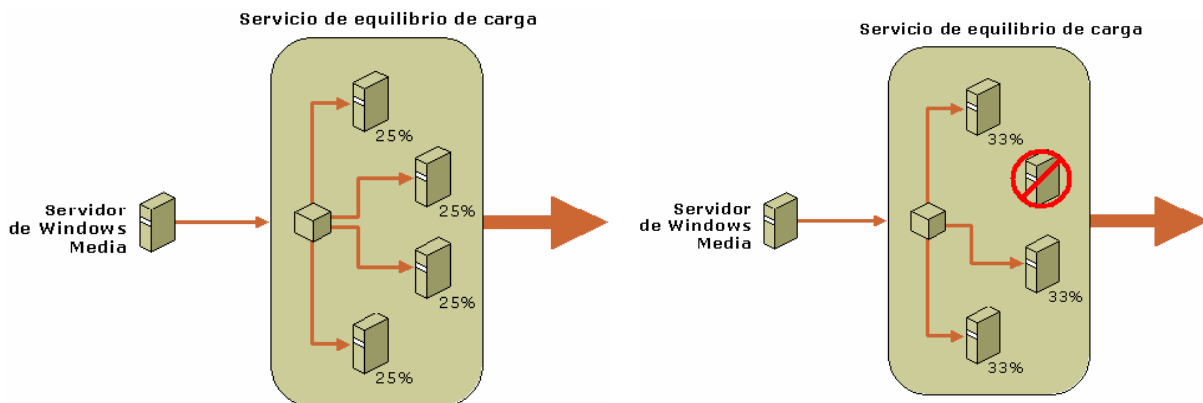 Servicio de equilibrio de carga
25%
25%
25%
25%
Servidor
de Windows
Media
Servicio de equilibrio de carga
33%
33%
33%
Servidor
de Windows
Media